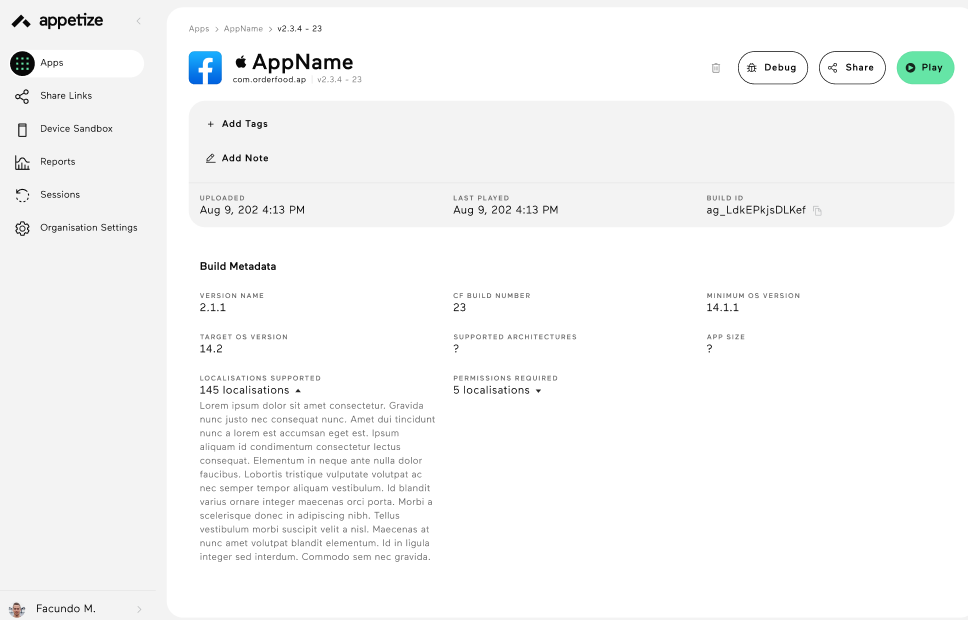 appetize
Apps
Share Links
Device Sandbox
Reports
Sessions
Organisation Settings
Facundo M.
Apps > AppName > v2.3.4 - 23
AppName
com.orderfood.ap | v2.3.4 - 23
Debug
Share
Play
+ Add Tags
Add Note
UPLOADED
Aug 9, 202 4:13 PM
LAST PLAYED
Aug 9, 202 4:13 PM
BUILD ID
ag_LdkEPkjsDLKef
Build Metadata
VERSION NAME
2.1.1
CF BUILD NUMBER
23
MINIMUM OS VERSION
14.1.1
TARGET OS VERSION
14.2
SUPPORTED ARCHITECTURES
?
APP SIZE
?
LOCALISATIONS SUPPORTED
145 localisations
Lorem ipsum dolor sit amet consectetur. Gravida
nunc justo nec consequat nunc. Amet dui tincidunt
nunc a lorem est accumsan eget est. Ipsum
aliquam id condimentum consectetur lectus
consequat. Elementum in neque ante nulla dolor
faucibus. Lobortis tristique vulputate volutpat ac
nec semper tempor aliquam vestibulum. Id blandit
varius ornare integer maecenas orci porta. Morbi a
scelerisque donec in adipiscing nibh. Tellus
vestibulum morbi suscipit velit a nisl. Maecenas at
nunc amet volutpat blandit elementum. Id in ligula
integer sed interdum. Commodo sem nec gravida.
PERMISSIONS REQUIRED
5 localisations